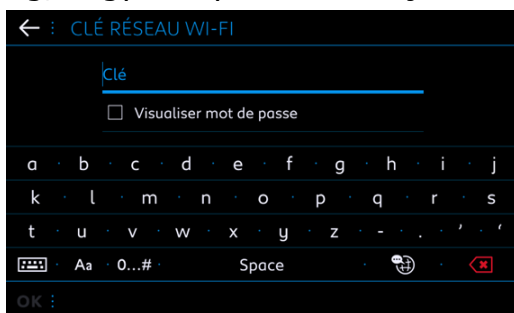 CLÉ RÉSEAU WI-FI
Clé
Visualiser mot de passe
a b c d e f g h i j
k l m n o p q r s
t u v w x y z - . ’ ‘
Aa 0...# Space
OK